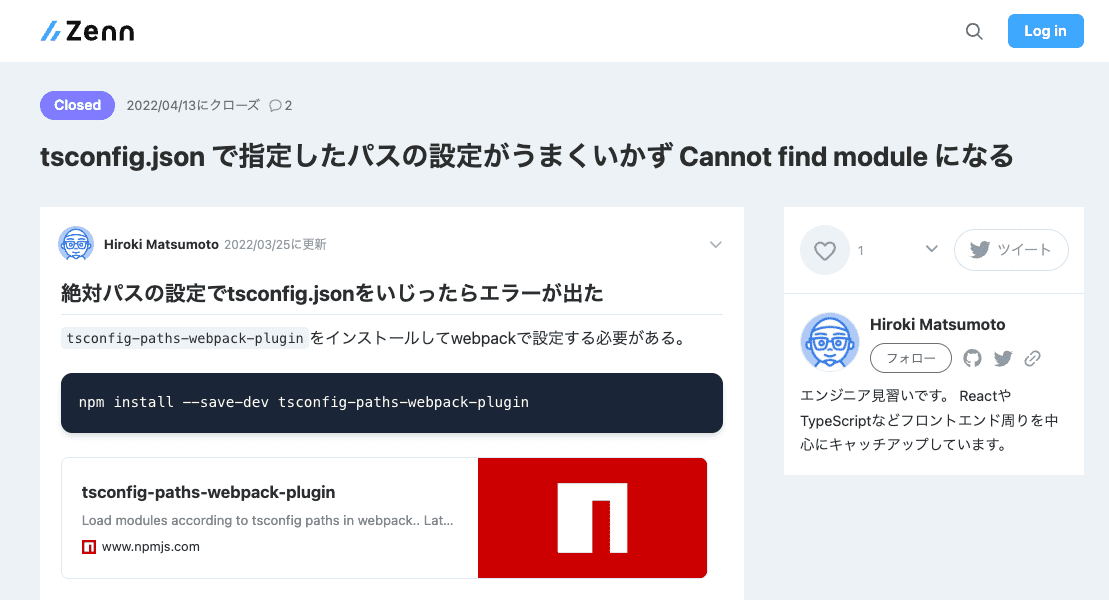 Zenn
Log in
Closed 2022/04/13にクローズ 2
tsconfig.json で指定したパスの設定がうまくいかず Cannot find module になる
Hiroki Matsumoto 2022/03/25に更新
絶対パスの設定でtsconfig.jsonをいじったらエラーが出た
tsconfig-paths-webpack-plugin をインストールしてwebpackで設定する必要がある。
npm install --save-dev tsconfig-paths-webpack-plugin
tsconfig-paths-webpack-plugin
Load modules according to tsconfig paths in webpack.. Lat...
www.npmjs.com
1
ツイート
Hiroki Matsumoto
フォロー
エンジニア見習いです。 Reactや
TypeScriptなどフロントエンド周りを中
心にキャッチアップしています。